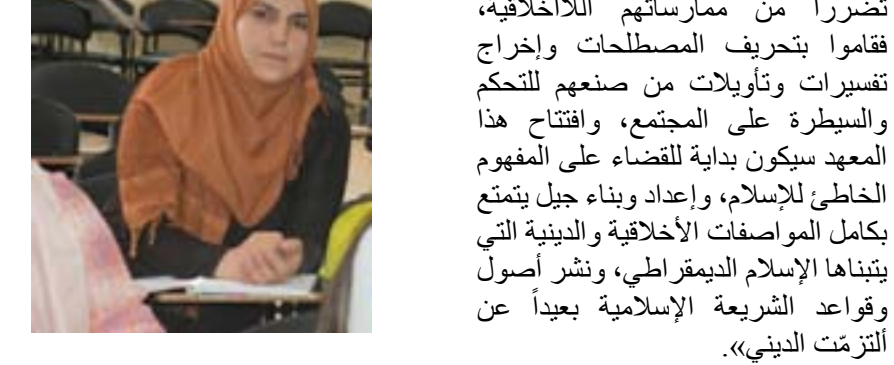 تضرراً من ممارساتهم اللاأخلاقية،
فقاموا بتحريف المصطلحات وإخراج
تفسيرات وتأويلات من صنعهم للتحكم
والسيطرة على المجتمع، وافتتاح هذا
المعهد سيكون بداية للقضاء على المفهوم
الخاطئ للإسلام، وإعداد وبناء جيل يتمتع
بكامل المواصفات الأخلاقية والدينية التي
يتبناها الإسلام الديمقراطي، ونشر أصول
وقواعد الشريعة الإسلامية بعيداً عن
ألتزمّت الديني».